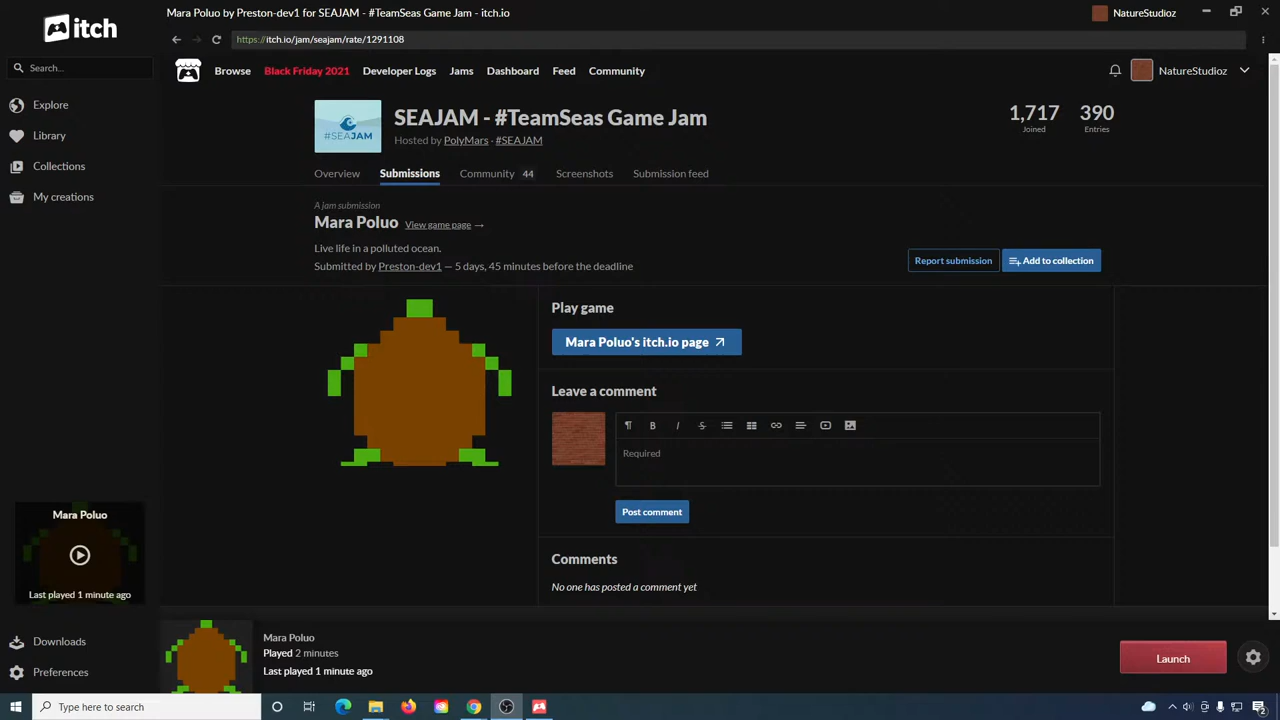 Mara Poluo by Preston-dev1 for SEAJAM - #TeamSeas Game Jam - itch.io
NatureStudioz
itch
https://itch.io/jam/seajam/rate/1291108
Search...
Explore
Library
Collections
My creations
Browse
Black Friday 2021
Developer Logs
Jams
Dashboard
Feed
Community
NatureStudioz
#SEAJAM
SEAJAM - #TeamSeas Game Jam
Hosted by PolyMars · #SEAJAM
1,717
Joined
390
Entries
Overview
Submissions
Community 44
Screenshots
Submission feed
A jam submission
Mara Poluo View game page →
Live life in a polluted ocean.
Submitted by Preston-dev1 — 5 days, 45 minutes before the deadline
Report submission
Add to collection
Play game
Mara Poluo's itch.io page
Leave a comment
Required
Post comment
Comments
No one has posted a comment yet
Mara Poluo
Last played 1 minute ago
Downloads
Preferences
Mara Poluo
Played 2 minutes
Last played 1 minute ago
Launch
Type here to search
2